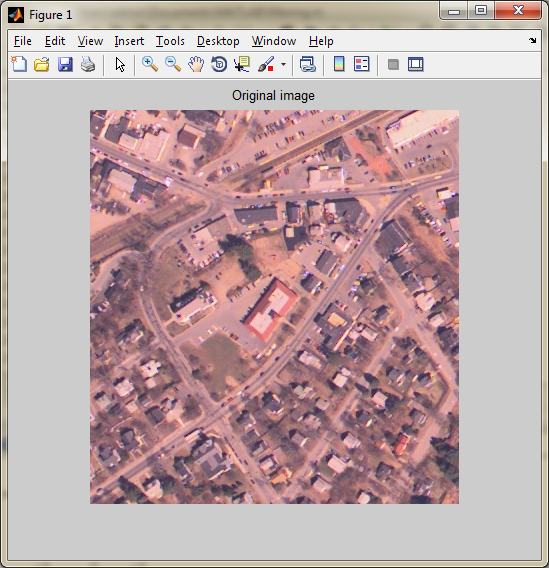 Figure 1
File Edit View Insert Tools Desktop Window Help
Original image